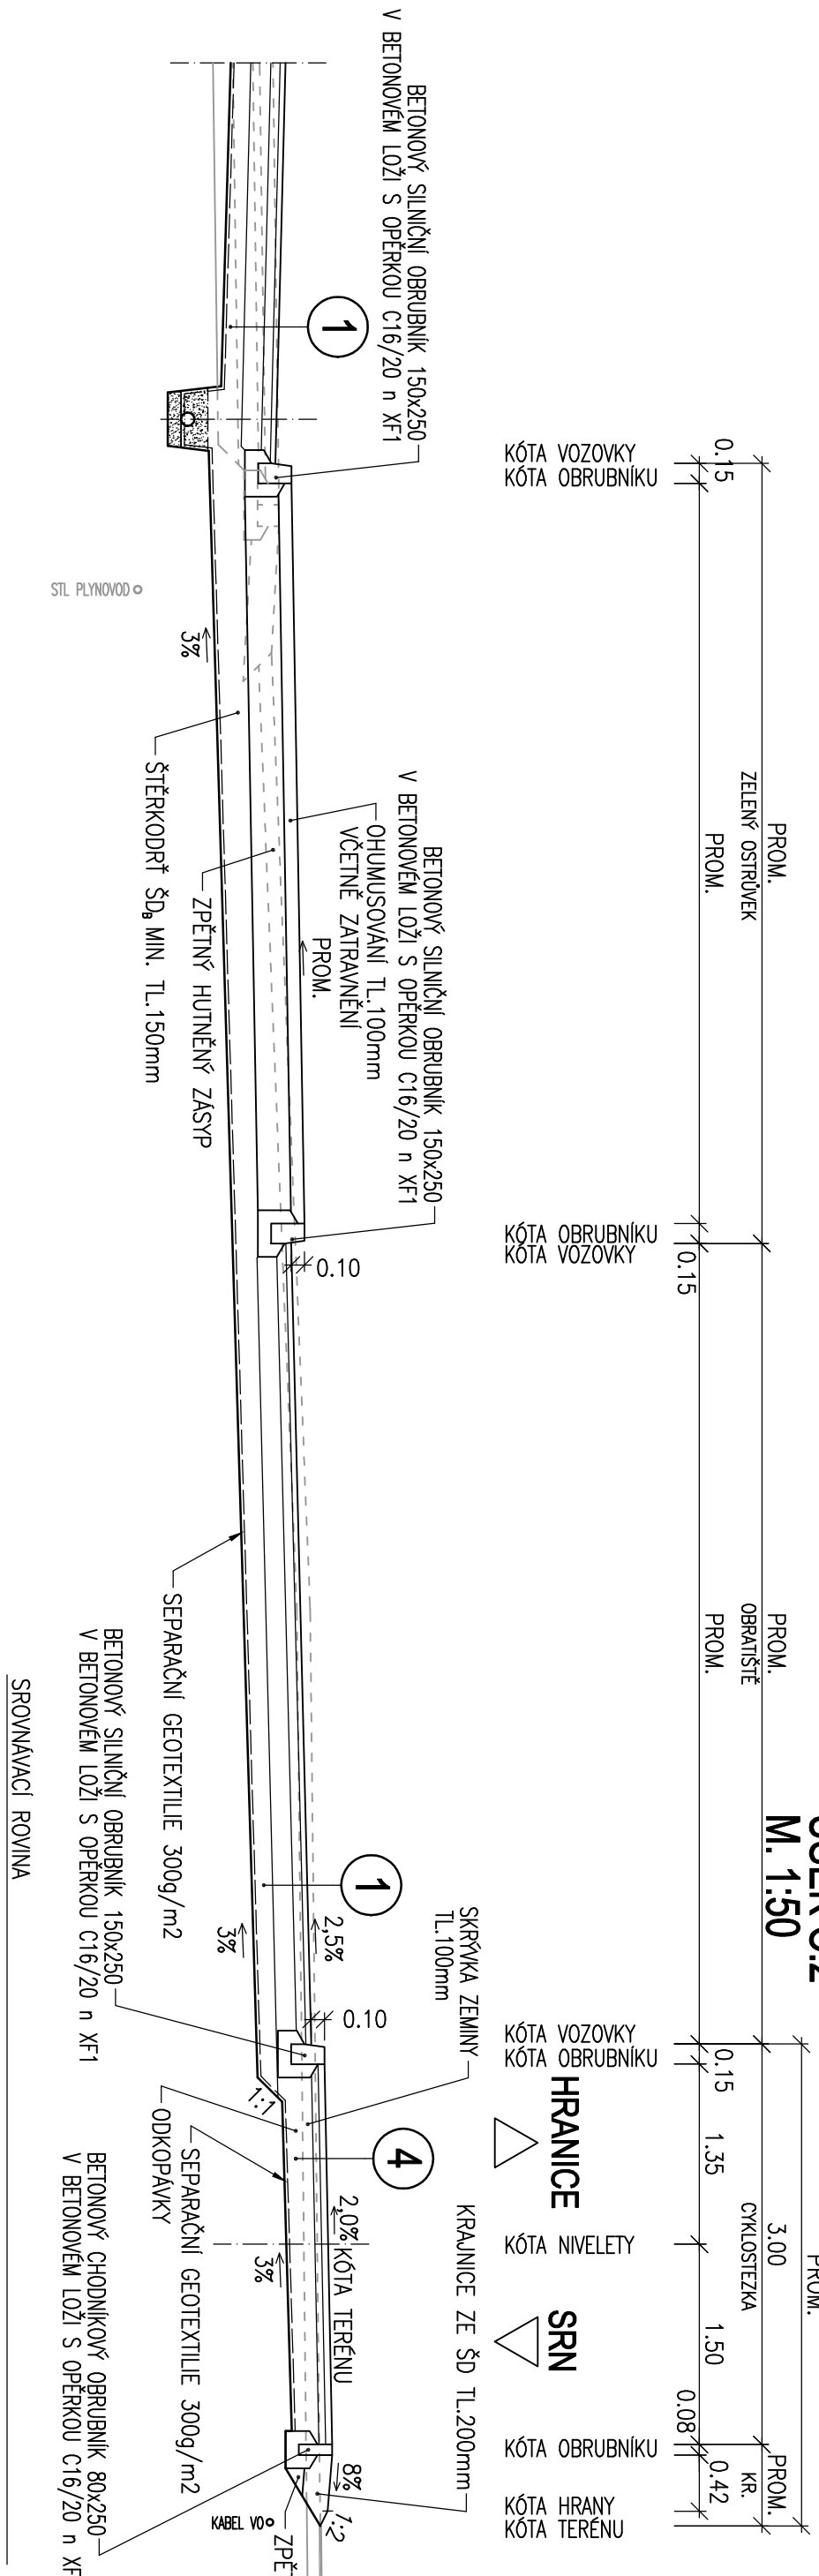 M. 1:50
PROM.
PROM.
ZELENÝ OSTRŮVEK
PROM.
0.15
PROM.
OBRATIŠTĚ
PROM.
0.15
3.00
CYKLOSTEZKA
0.15
1.35
1.50
0.08
PROM.
KR.
0.42
KÓTA VOZOVKY
KÓTA OBRUBNÍKU
KÓTA OBRUBNÍKU
KÓTA VOZOVKY
KÓTA VOZOVKY
KÓTA OBRUBNÍKU
KÓTA NIVELETY
KÓTA OBRUBNÍKU
KÓTA HRANY
KÓTA TERÉNU
HRANICE
SRN
BETONOVÝ SILNIČNÍ OBRUBNÍK 150x250
V BETONOVÉM LOŽI S OPĚRKOU C16/20 n XF1
BETONOVÝ SILNIČNÍ OBRUBNÍK 150x250
V BETONOVÉM LOŽI S OPĚRKOU C16/20 n XF1
OHUMUSOVÁNÍ TL.100mm
VČETNĚ ZATRAVNĚNÍ
PROM.
SKRÝVKA ZEMINY
TL.100mm
KRAJNICE ZE ŠD TL.200mm
1
1
4
0.10
0.10
2,5%
3%
2,0%
KÓTA TERÉNU
3%
8%
1:2
1:1
3%
STL PLYNOVOD
ŠTĚRKODRŤ ŠDB MIN. TL.150mm
ZPĚTNÝ HUTNĚNÝ ZÁSYP
SEPARAČNÍ GEOTEXTILIE 300g/m2
BETONOVÝ SILNIČNÍ OBRUBNÍK 150x250
V BETONOVÉM LOŽI S OPĚRKOU C16/20 n XF1
ODKOPÁVKY
SEPARAČNÍ GEOTEXTILIE 300g/m2
BETONOVÝ CHODNÍKOVÝ OBRUBNÍK 80x250
V BETONOVÉM LOŽI S OPĚRKOU C16/20 n XF
KABEL VO
ZPĚ
SROVNÁVACÍ ROVINA